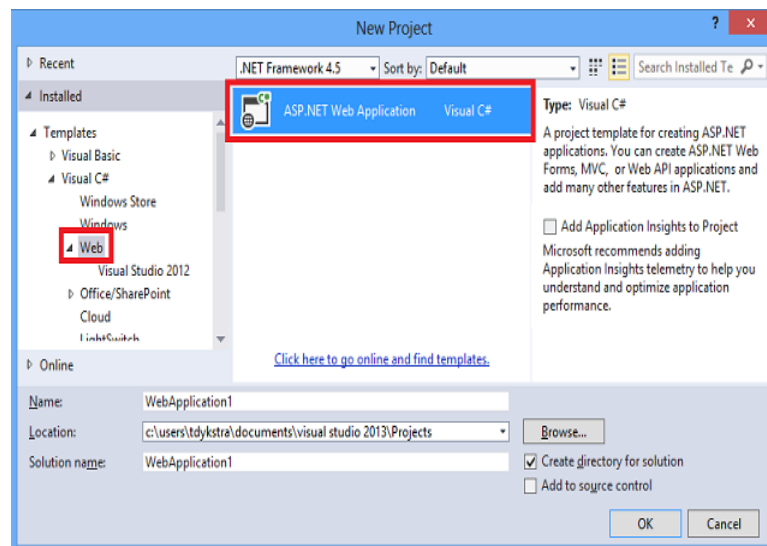 New Project
?
x
Recent
.NET Framework 4.5
Sort by: Default
Search Installed Te
Installed
Templates
Visual Basic
Visual C#
Windows Store
Windows
Web
Visual Studio 2012
Office/SharePoint
Cloud
LightSwitch
Online
C#
ASP.NET Web Application
Visual C#
Click here to go online and find templates.
Type: Visual C#
A project template for creating ASP.NET
applications. You can create ASP.NET Web
Forms, MVC, or Web API applications and
add many other features in ASP.NET.
Add Application Insights to Project
Microsoft recommends adding
Application Insights telemetry to help you
understand and optimize application
performance.
Name:
WebApplication1
Location:
c:\users\tdykstra\documents\visual studio 2013\Projects
Browse...
Solution name:
WebApplication1
Create directory for solution
Add to source control
OK
Cancel